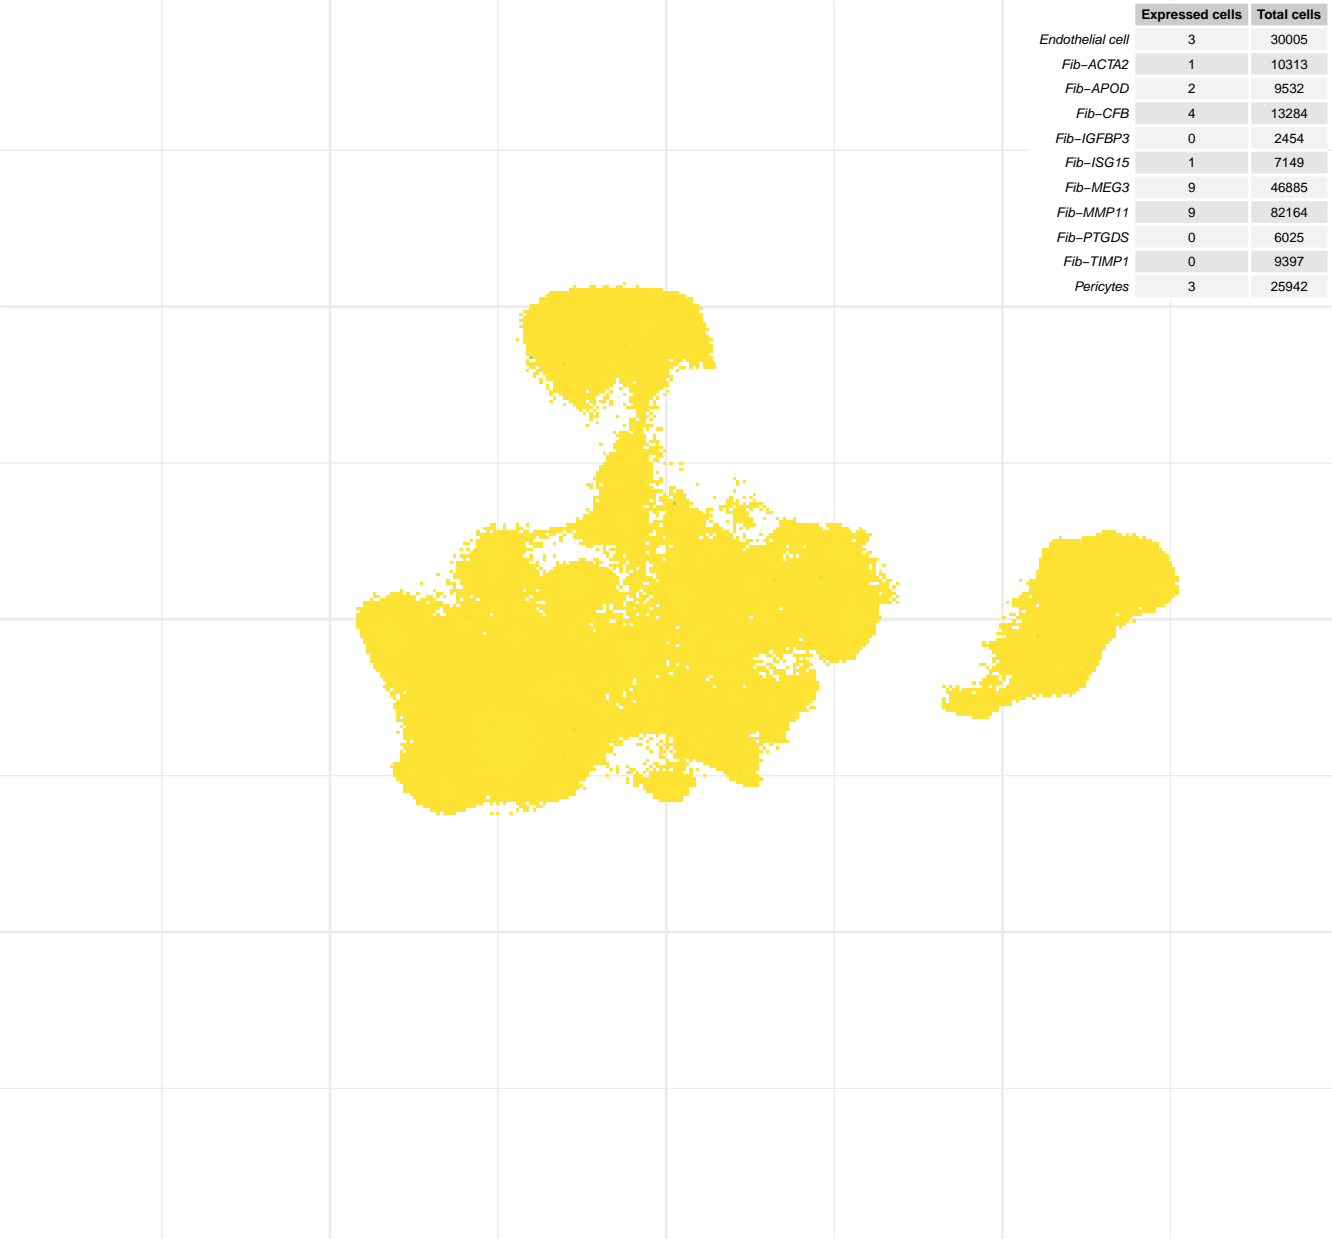 Expressed cells Total cells
Endothelial cell 3 30005
Fib−ACTA2 1 10313
Fib−APOD 2 9532
Fib−CFB 4 13284
Fib−IGFBP3 0 2454
Fib−ISG15 1 7149
Fib−MEG3 9 46885
Fib−MMP11 9 82164
Fib−PTGDS 0 6025
Fib−TIMP1 0 9397
Pericytes 3 25942